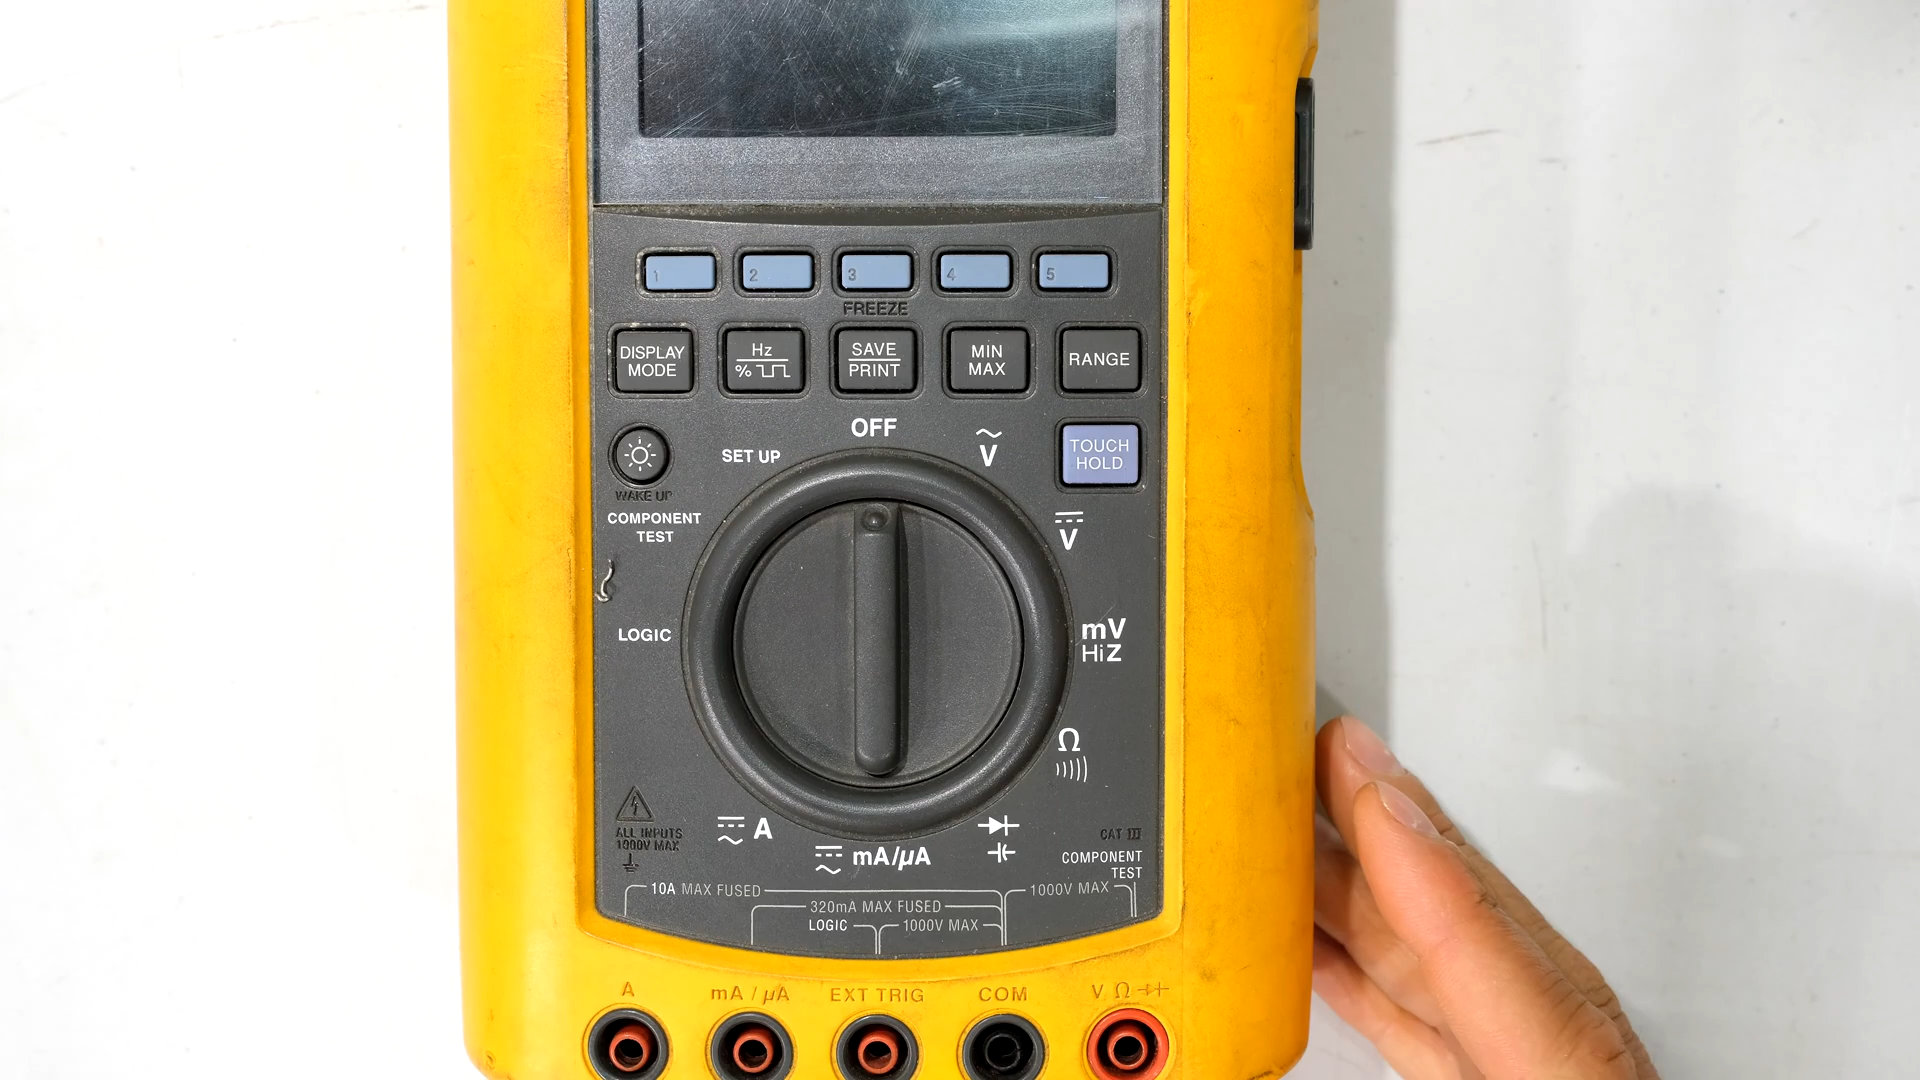 1 2 3 4 5
FREEZE
DISPLAY MODE
Hz
%
SAVE
PRINT
MIN MAX
RANGE
OFF
SET UP
V
TOUCH HOLD
WAKE UP
COMPONENT
TEST
V
LOGIC
mV
HiZ
Ω
ALL INPUTS
1000V MAX
A
mA/µA
CAT III
COMPONENT
TEST
10A MAX FUSED
1000V MAX
320mA MAX FUSED
LOGIC
1000V MAX
A
mA / µA
EXT TRIG
COM
V Ω